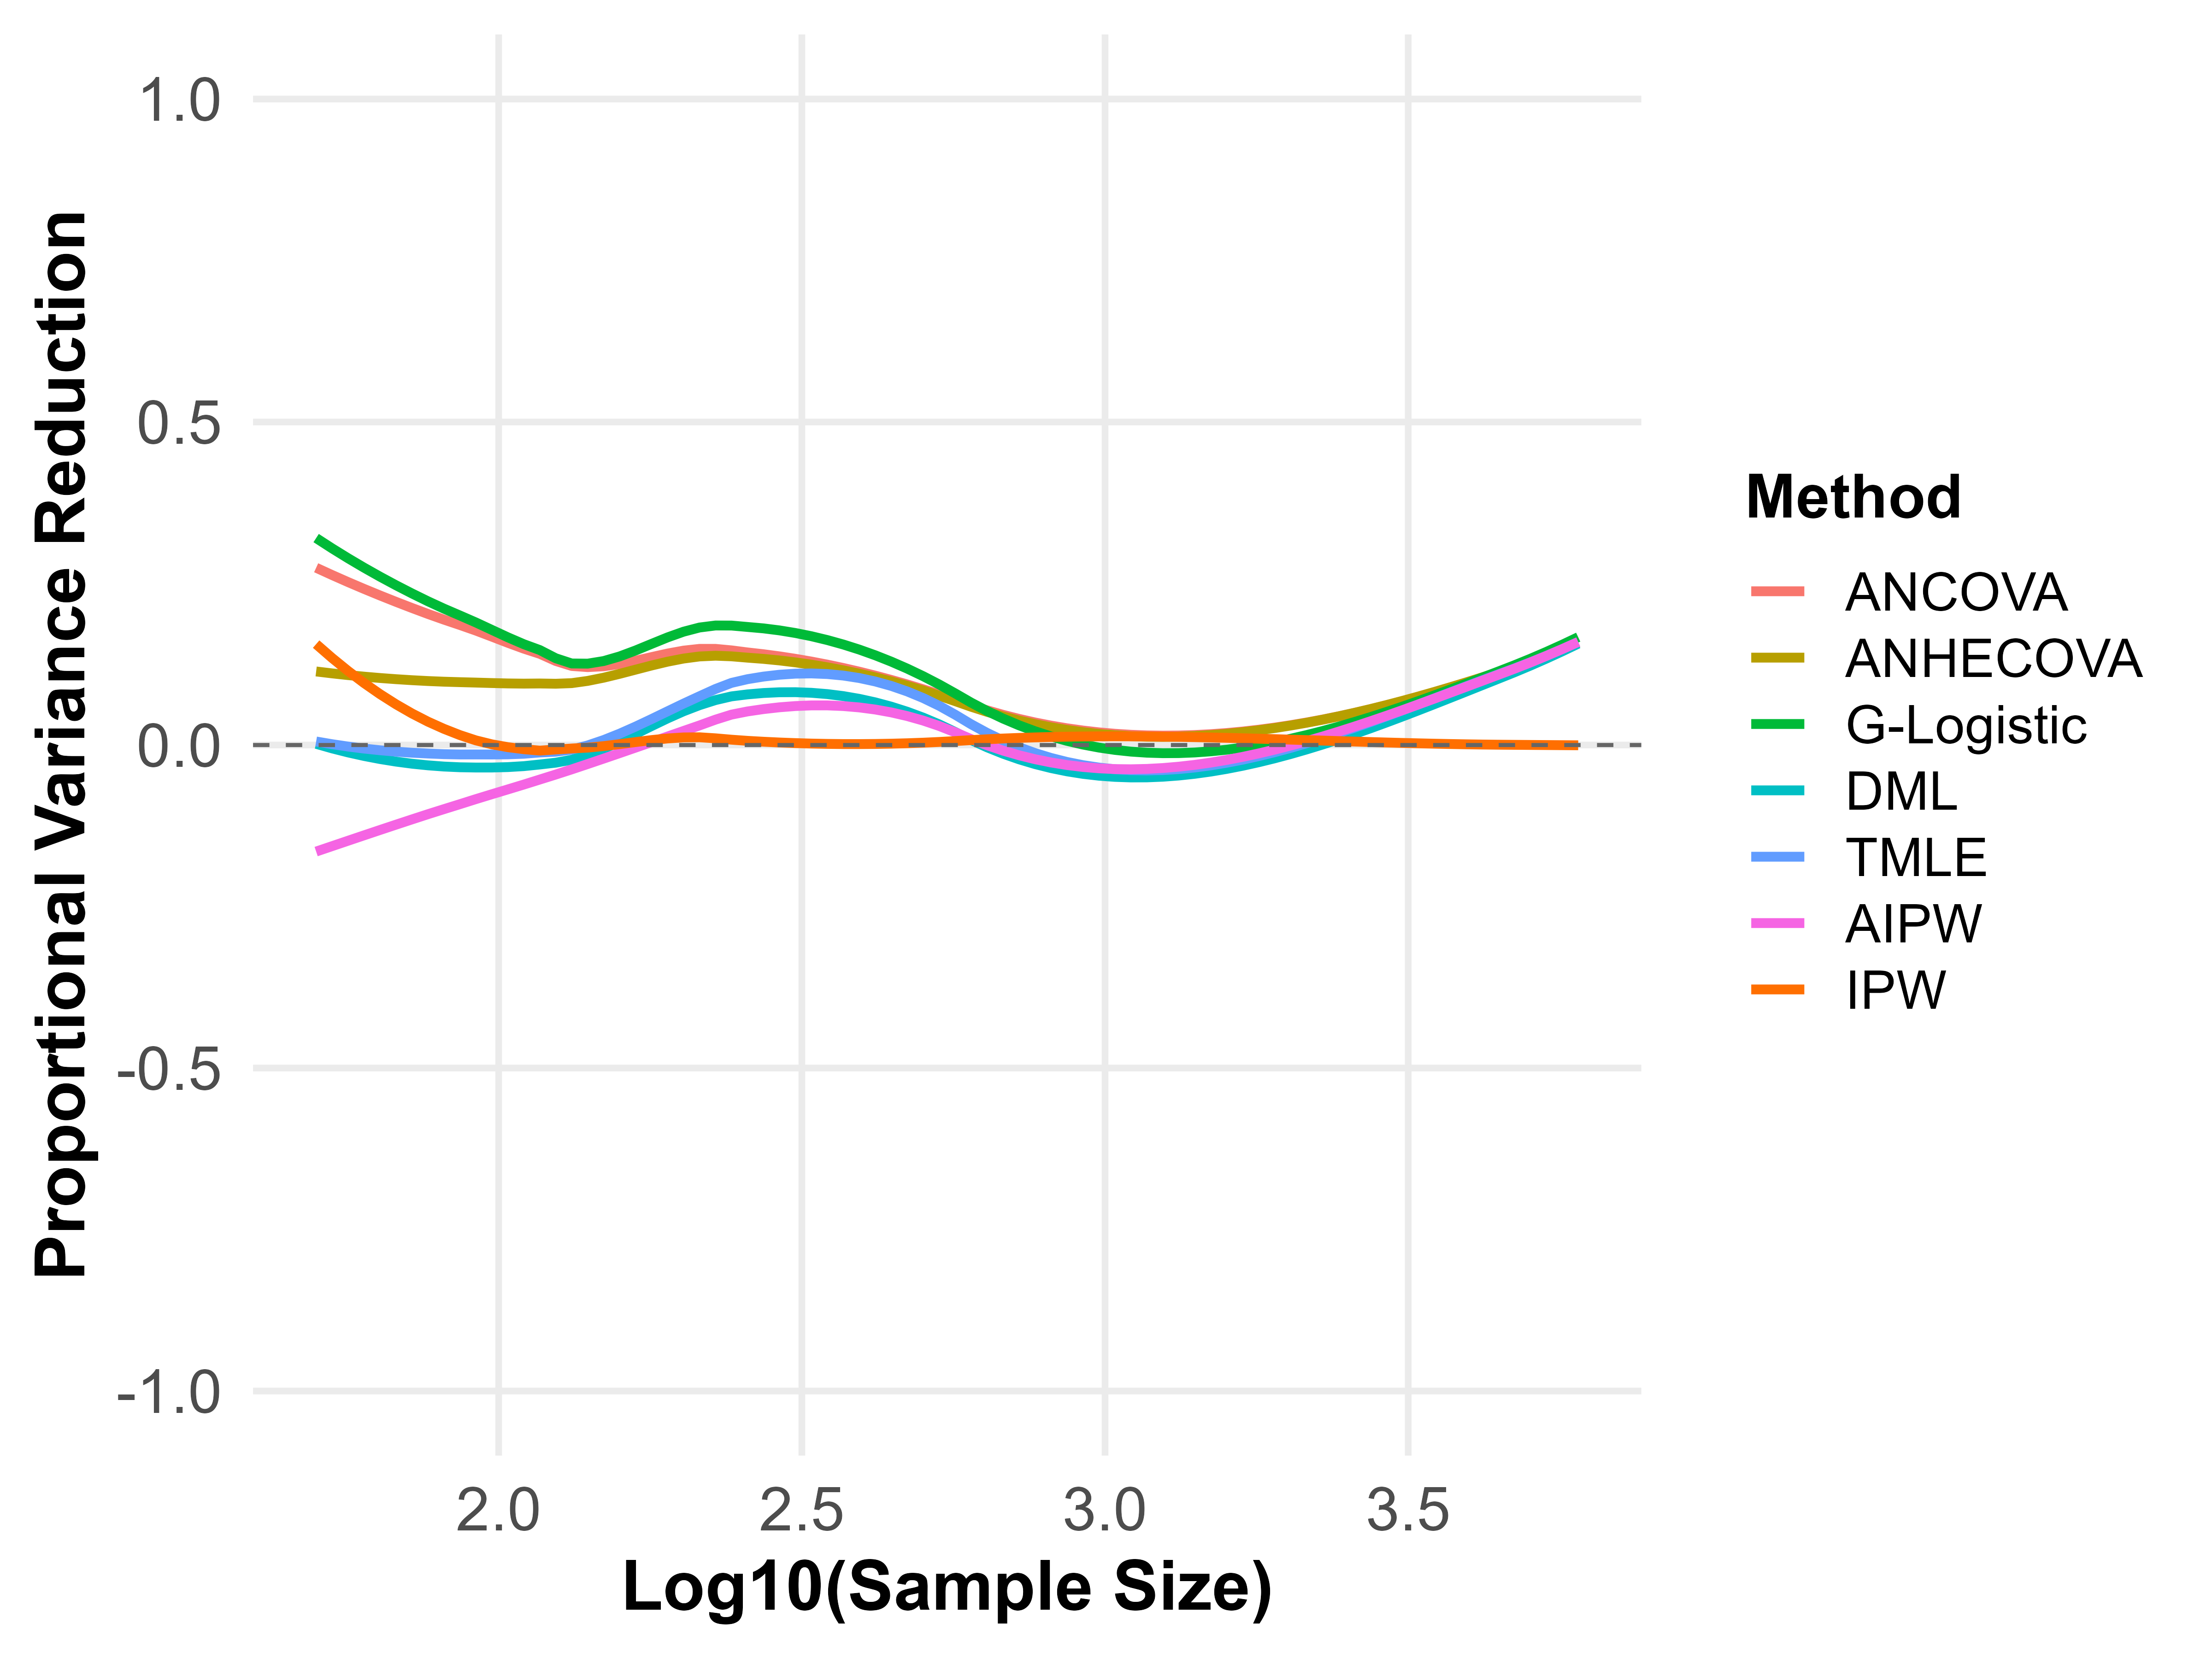 Proportional Variance Reduction
1.0
0.5
0.0
-0.5
-1.0
2.0 2.5 3.0 3.5
Log10(Sample Size)
Method
ANCOVA
ANHECOVA
G-Logistic
DML
TMLE
AIPW
IPW